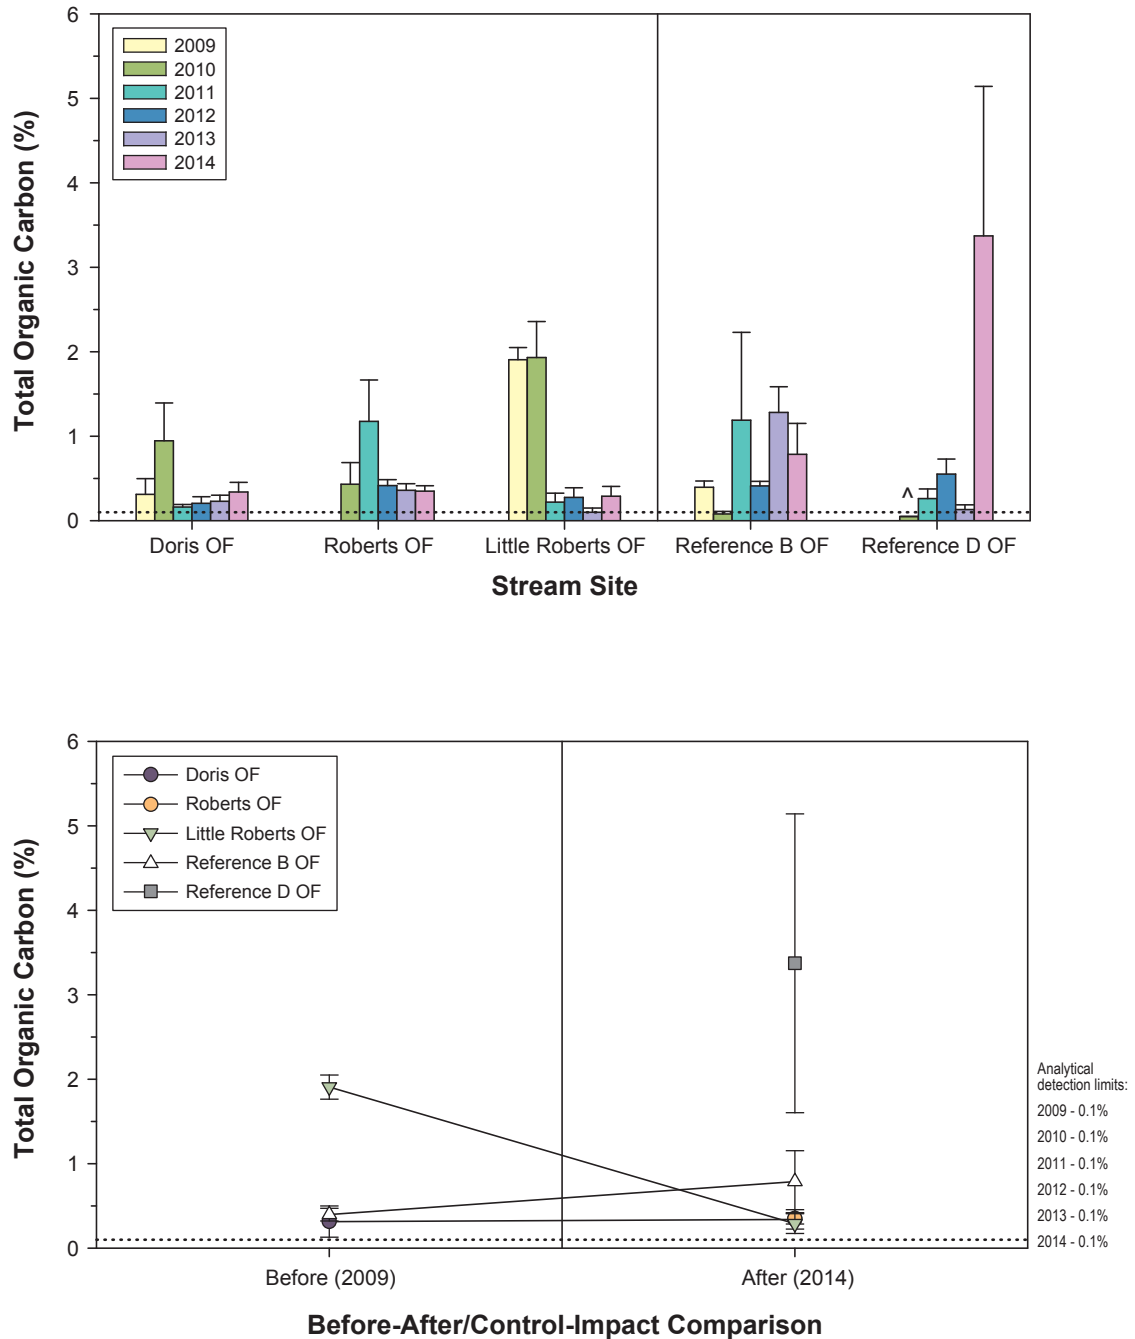 6
5
4
3
2
1
0
Total Organic Carbon (%)
2009
2010
2011
2012
2013
2014
^
Doris OF
Roberts OF
Little Roberts OF
Reference B OF
Reference D OF
Stream Site
6
5
4
3
2
1
0
Total Organic Carbon (%)
Doris OF
Roberts OF
Little Roberts OF
Reference B OF
Reference D OF
Analytical
detection limits:
2009 - 0.1%
2010 - 0.1%
2011 - 0.1%
2012 - 0.1%
2013 - 0.1%
2014 - 0.1%
Before (2009)
After (2014)
Before-After/Control-Impact Comparison